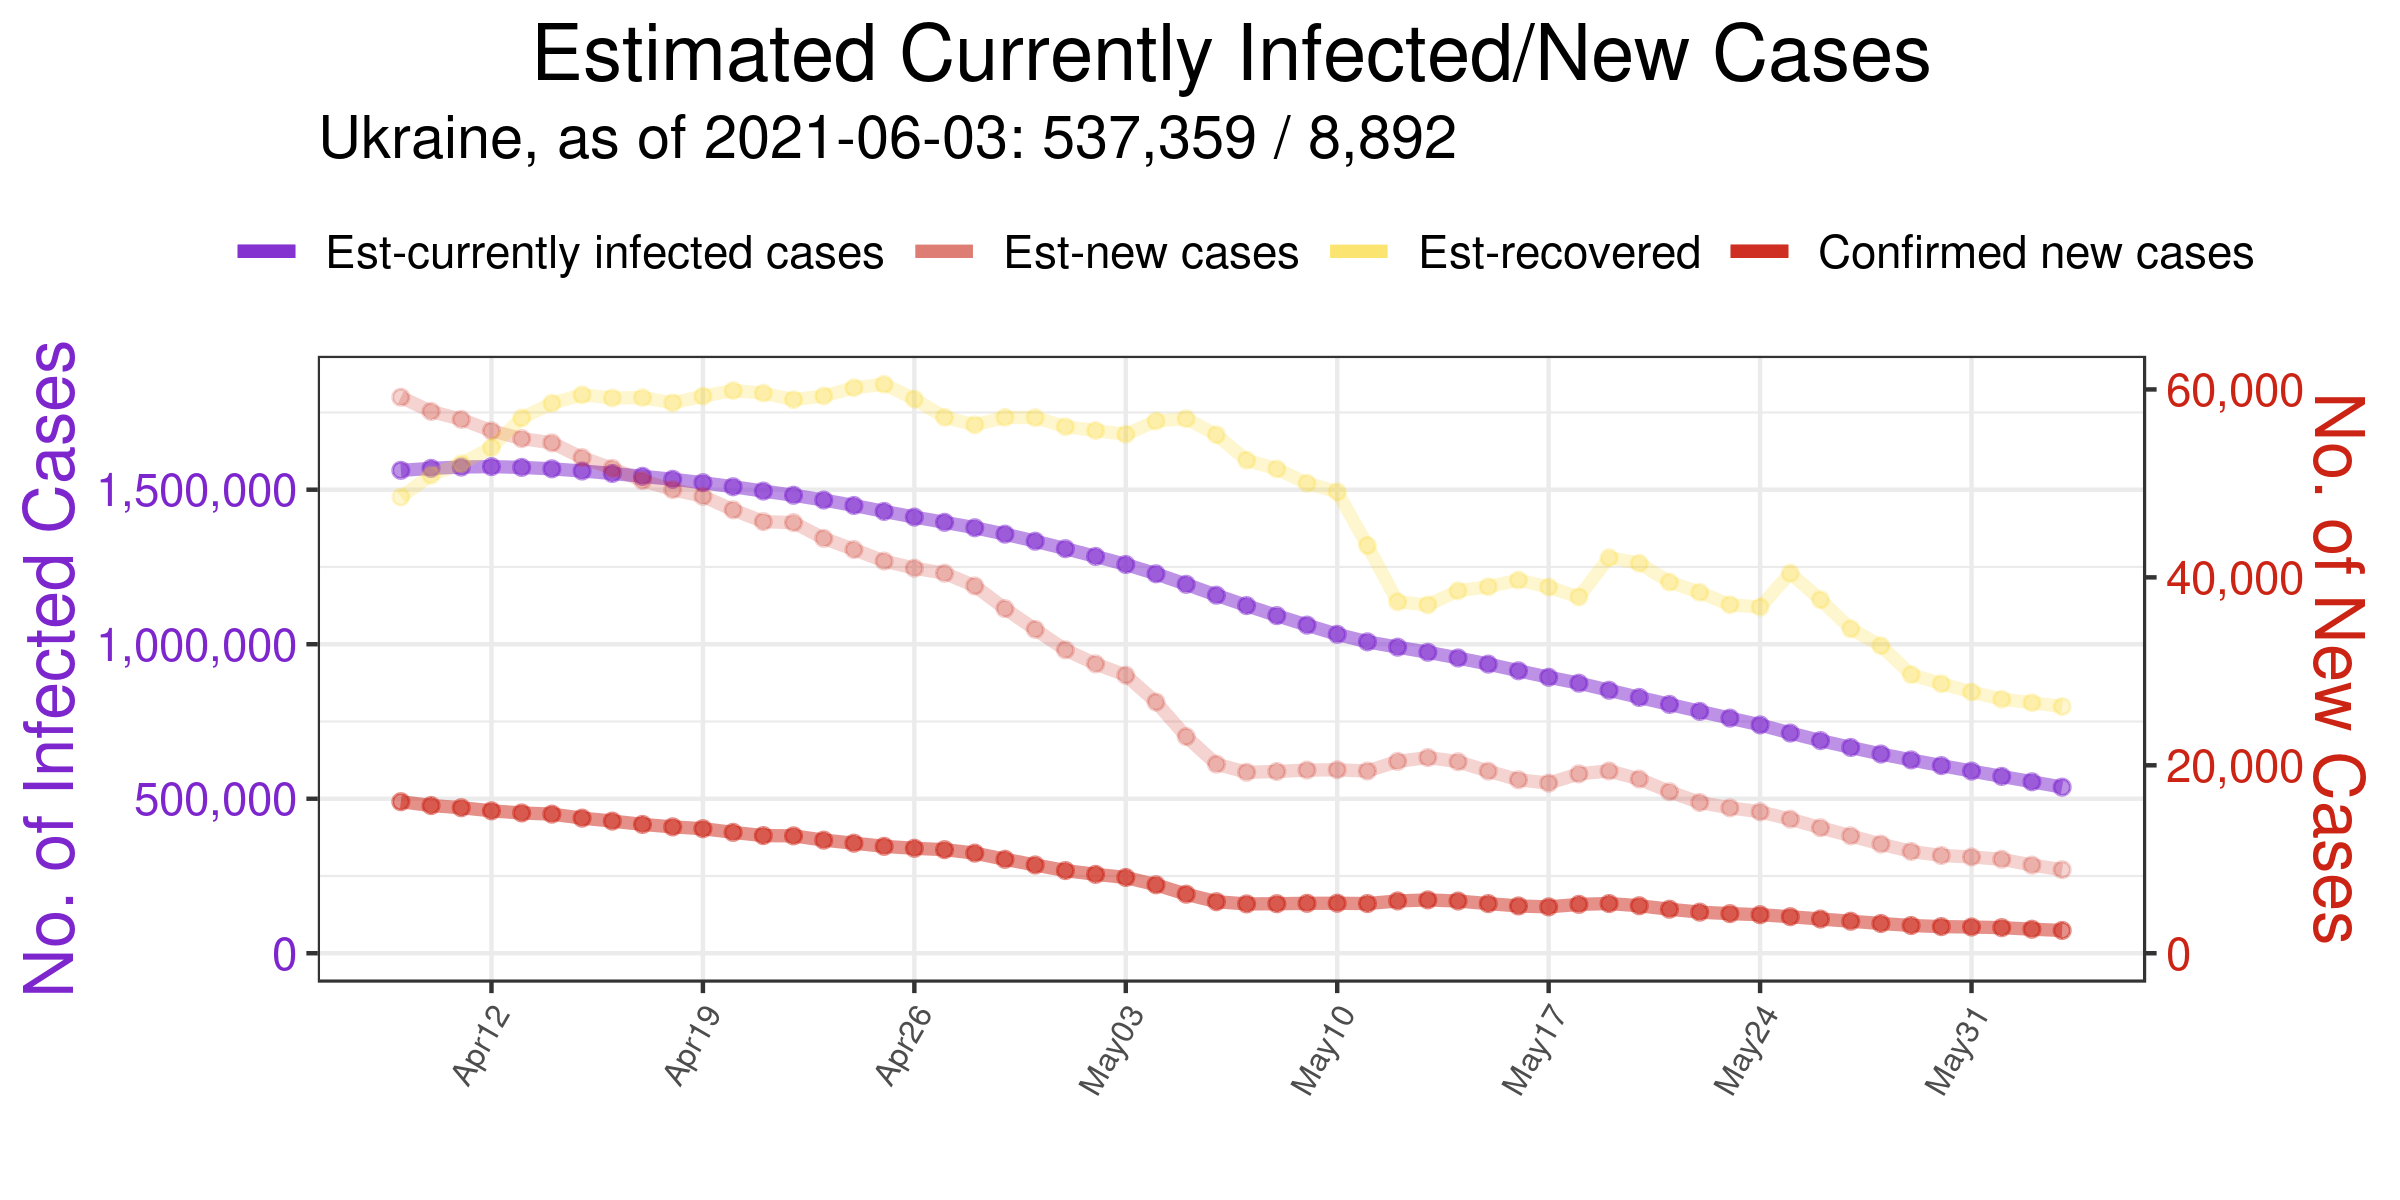 Estimated Currently Infected/New Cases
Ukraine, as of 2021-06-03: 537,359 / 8,892
Est-currently infected cases Est-new cases Est-recovered Confirmed new cases
No. of Infected Cases
1,500,000
1,000,000
500,000
0
60,000
40,000
20,000
0
No. of New Cases
Apr12 Apr19 Apr26 May03 May10 May17 May24 May31